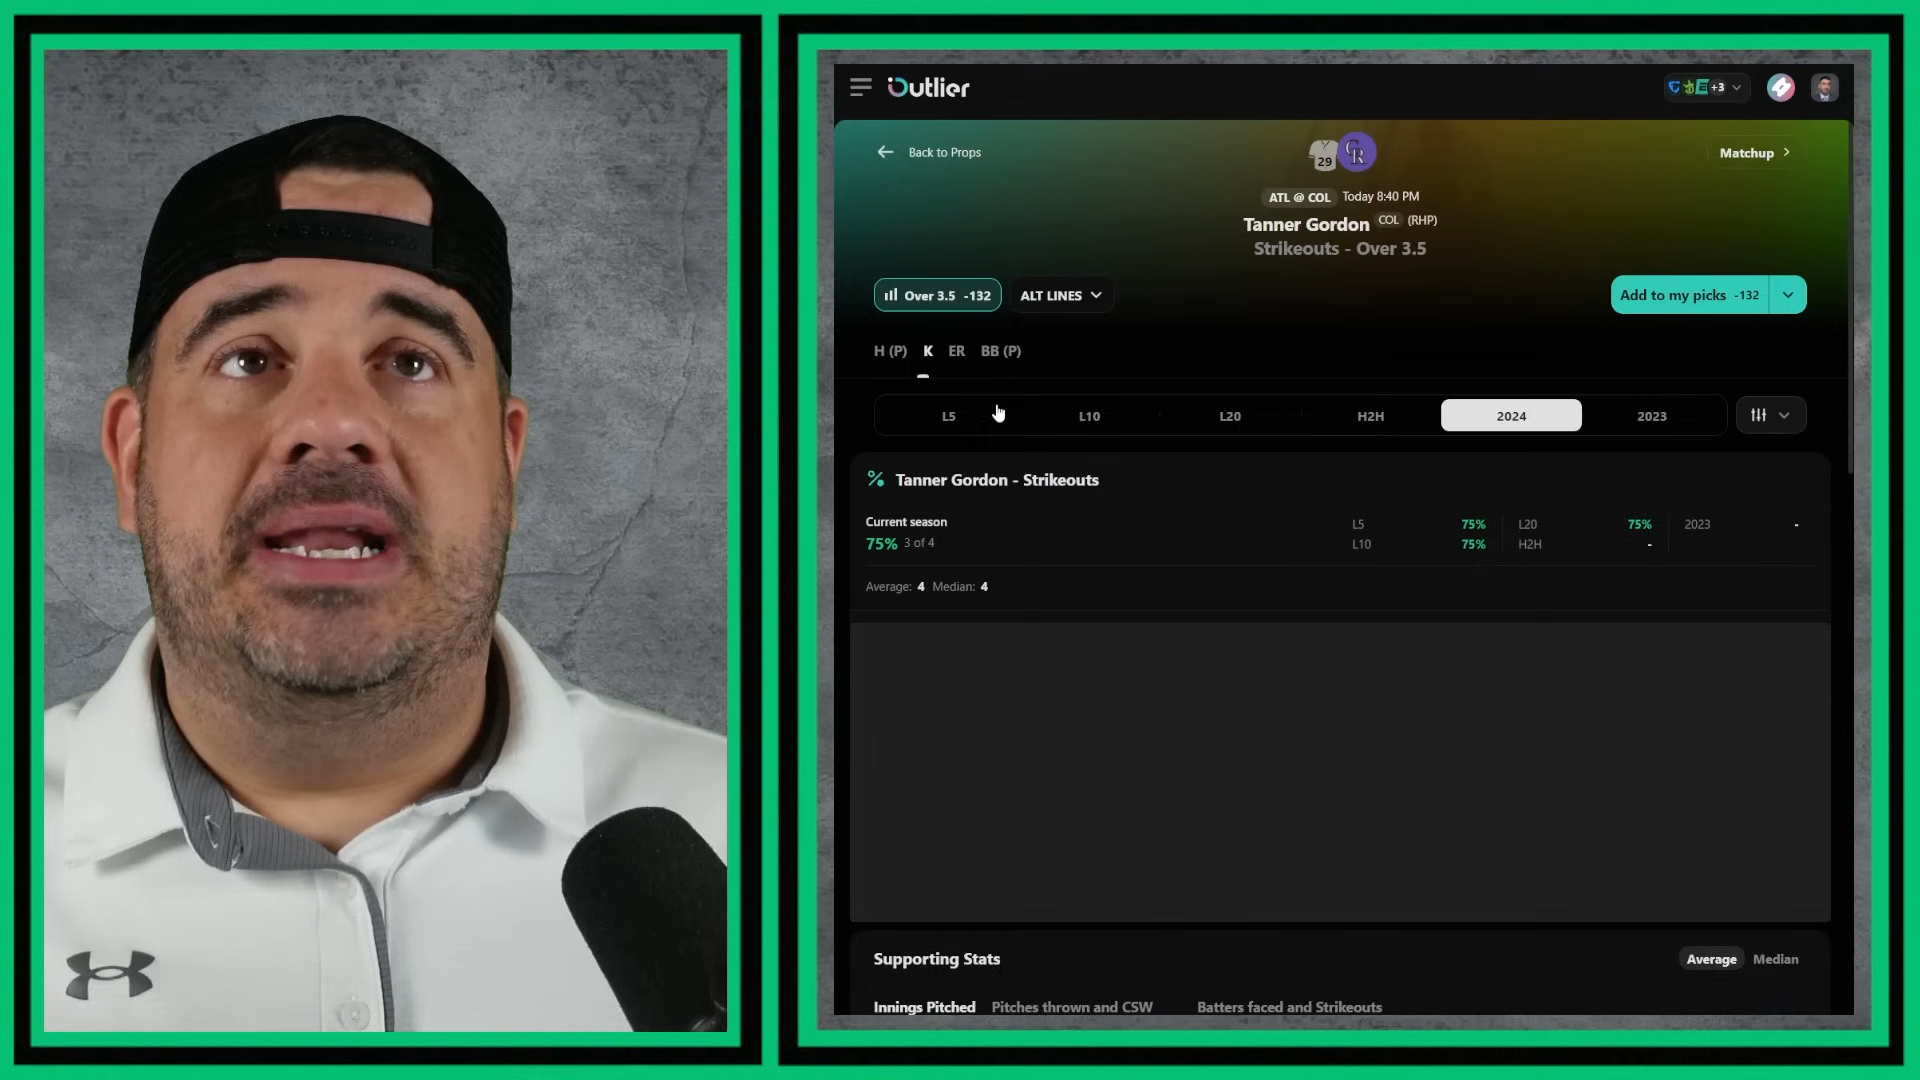 Outlier
+3
Back to Props
29
CR
Matchup
ATL @ COL Today 8:40 PM
Tanner Gordon COL (RHP)
Strikeouts - Over 3.5
Over 3.5 -132
ALT LINES
Add to my picks -132
H (P) K ER BB (P)
L5 L10 L20 H2H 2024 2023
Tanner Gordon - Strikeouts
Current season
75% 3 of 4
L5 75% L20 75% 2023 -
L10 75% H2H -
Average: 4 Median: 4
Supporting Stats
Average Median
Innings Pitched Pitches thrown and CSW Batters faced and Strikeouts